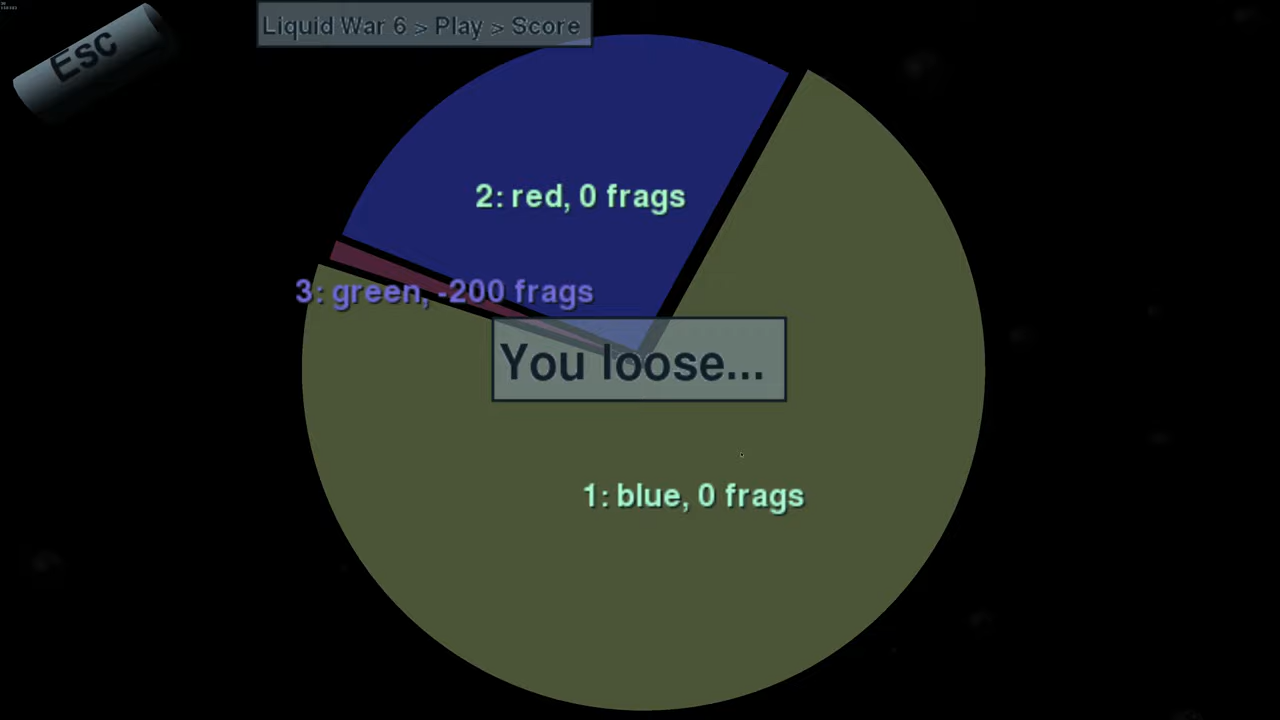 ESC
Liquid War 6 > Play > Score
2: red, 0 frags
3: green, -200 frags
You loose...
1: blue, 0 frags